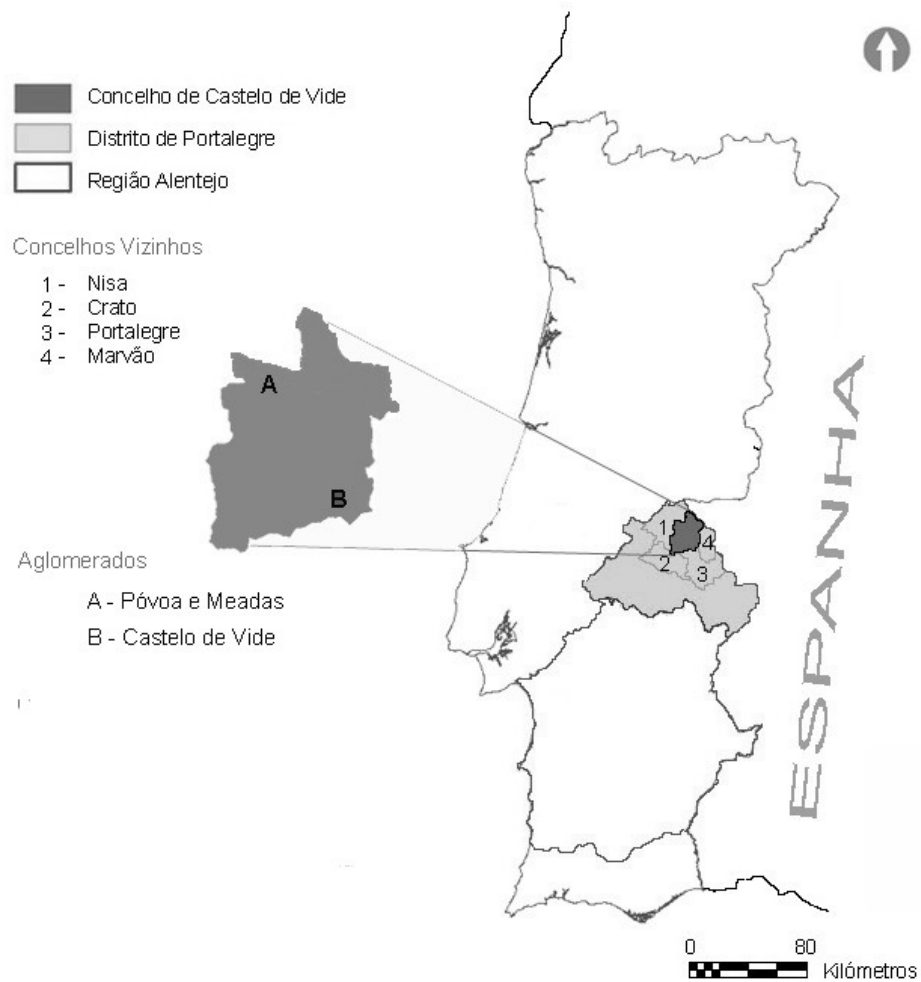 Concelho de Castelo de Vide
Distrito de Portalegre
Região Alentejo
Concelhos Vizinhos
1 - Nisa
2 - Crato
3 - Portalegre
4 - Marvão
A
B
Aglomerados
A - Póvoa e Meadas
B - Castelo de Vide
1
4
2
3
ESPANHA
0 80
Kilómetros